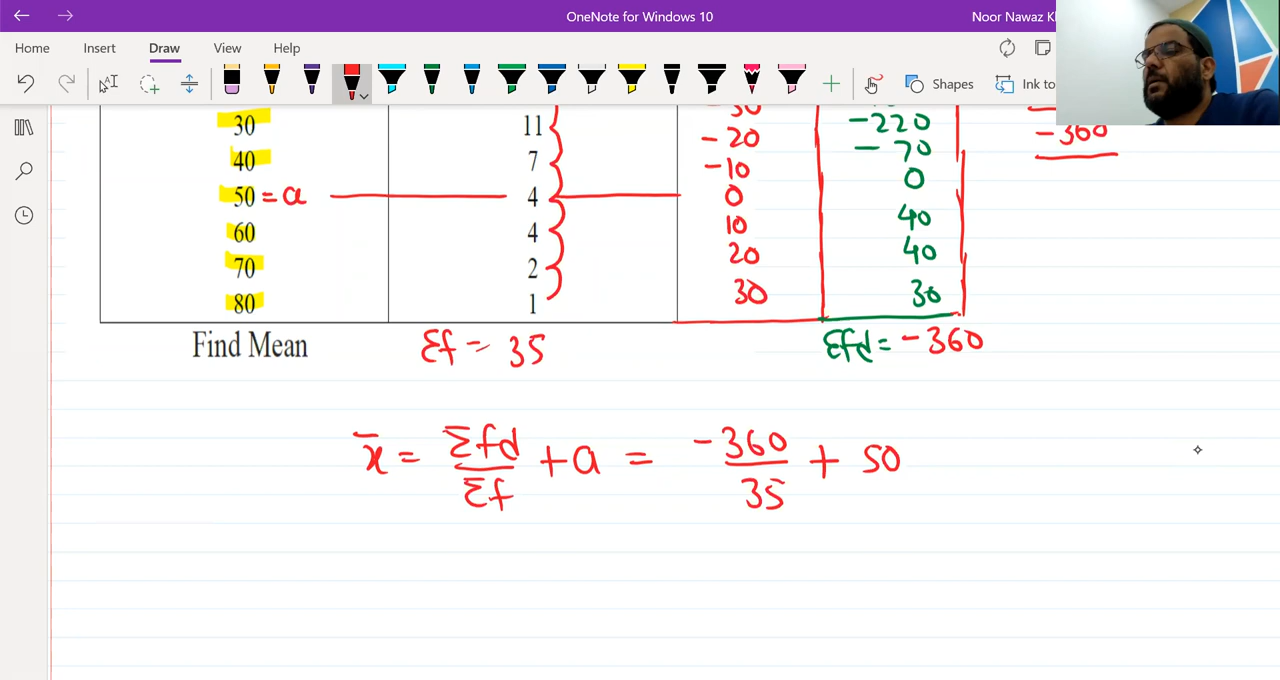 OneNote for Windows 10
Noor Nawaz
Home Insert Draw View Help
Shapes Ink to
30 11 -20 -220 -360
40 7 -10 -70
50 = a 4 0 0
60 4 10 40
70 2 20 40
80 1 30 30
Find Mean Σf = 35 Σfd = -360
x̄ = Σfd/Σf + a = -360/35 + 50